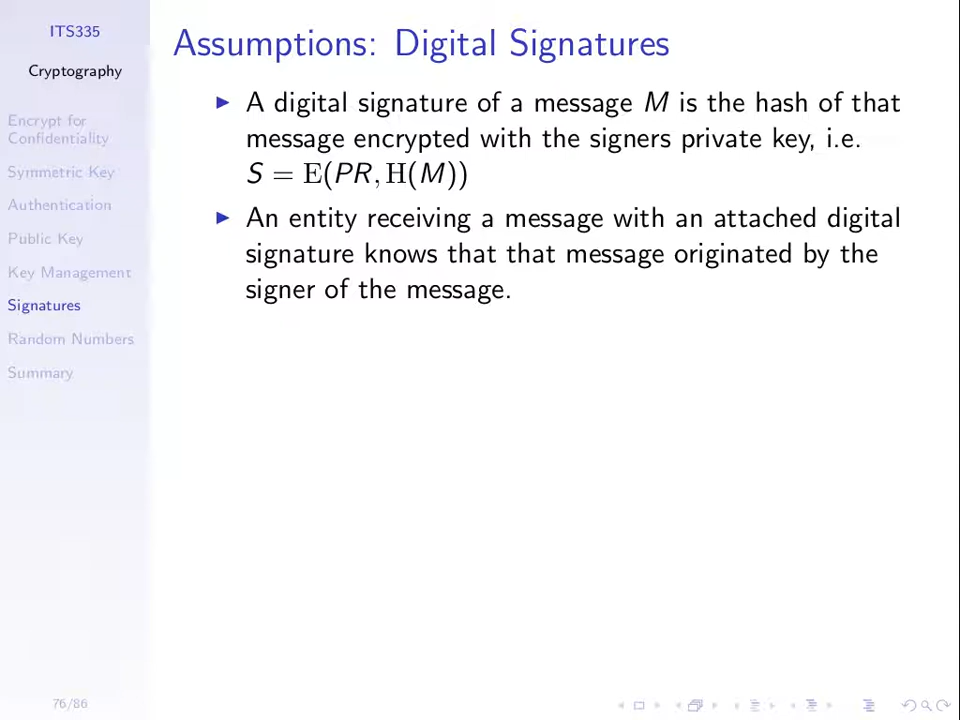 ITS335
Cryptography
Encrypt for
Confidentiality
Symmetric Key
Authentication
Public Key
Key Management
Signatures
Random Numbers
Summary
76/86
Assumptions: Digital Signatures
▶ A digital signature of a message M is the hash of that
message encrypted with the signers private key, i.e.
S = E(PR, H(M))
▶ An entity receiving a message with an attached digital
signature knows that that message originated by the
signer of the message.